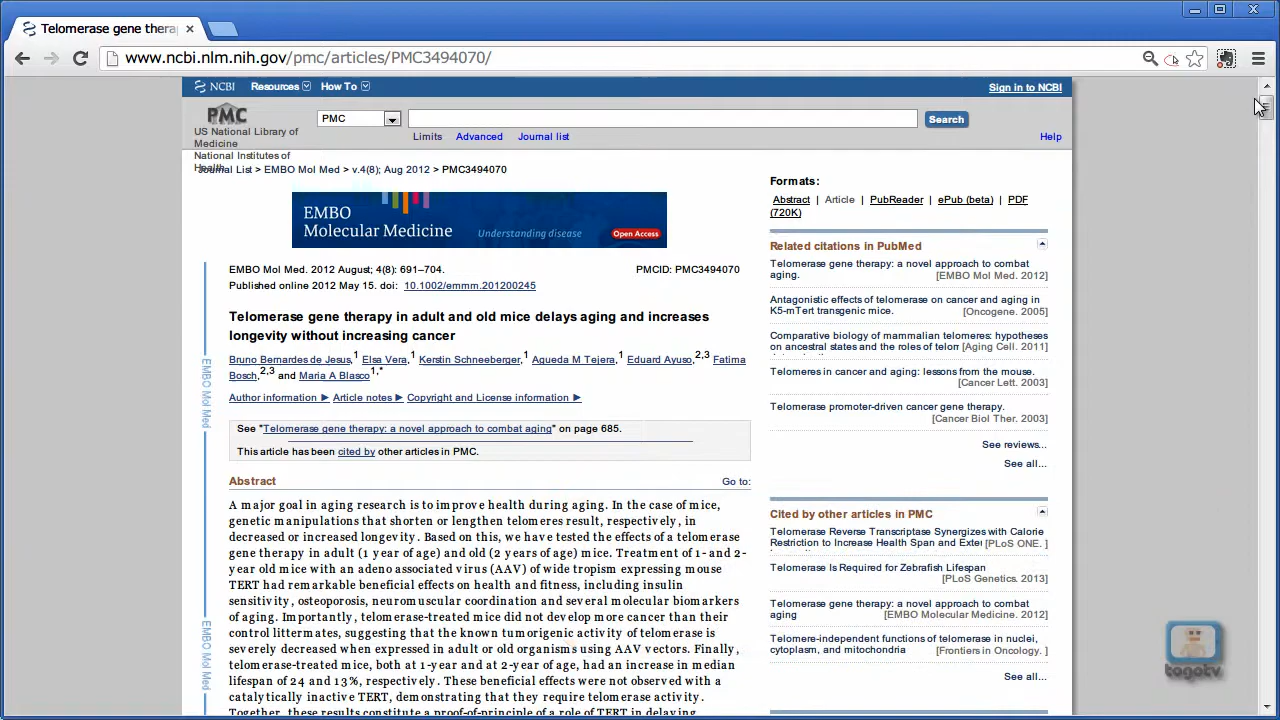 Telomerase gene thera
www.ncbi.nlm.nih.gov/pmc/articles/PMC3494070/
NCBI Resources How To Sign in to NCBI
PMC
US National Library of
Medicine
National Institutes of
Health
PMC
Search
Limits Advanced Journal list
Help
Journal List > EMBO Mol Med > v.4(8); Aug 2012 > PMC3494070
EMBO
Molecular Medicine
Understanding disease
Open Access
EMBO Mol Med. 2012 August; 4(8): 691–704.
PMCID: PMC3494070
Published online 2012 May 15. doi: 10.1002/emmm.201200245
Telomerase gene therapy in adult and old mice delays aging and increases
longevity without increasing cancer
Bruno Bernardes de Jesus,1 Elsa Vera,1 Kerstin Schneeberger,1 Agueda M Tejera,1 Eduard Ayuso,2,3 Fatima
Bosch,2,3 and Maria A Blasco1,*
Author information ▶ Article notes ▶ Copyright and License information ▶
See "Telomerase gene therapy: a novel approach to combat aging" on page 685.
This article has been cited by other articles in PMC.
Abstract
Go to:
A major goal in aging research is to improve health during aging. In the case of mice,
genetic manipulations that shorten or lengthen telomeres result, respectively, in
decreased or increased longevity. Based on this, we have tested the effects of a telomerase
gene therapy in adult (1 year of age) and old (2 years of age) mice. Treatment of 1- and 2-
year old mice with an adeno associated virus (AAV) of wide tropism expressing mouse
TERT had remarkable beneficial effects on health and fitness, including insulin
sensitivity, osteoporosis, neuromuscular coordination and several molecular biomarkers
of aging. Importantly, telomerase-treated mice did not develop more cancer than their
control littermates, suggesting that the known tumorigenic activity of telomerase is
severely decreased when expressed in adult or old organisms using AAV vectors. Finally,
telomerase-treated mice, both at 1-year and at 2-year of age, had an increase in median
lifespan of 24 and 13%, respectively. These beneficial effects were not observed with a
catalytically inactive TERT, demonstrating that they require telomerase activity.
Together, these results constitute a proof-of-principle of a role of TERT in delaying
EMBO Mol Med
EMBO Mol Med
Formats:
Abstract | Article | PubReader | ePub (beta) | PDF
(720K)
Related citations in PubMed
Telomerase gene therapy: a novel approach to combat
aging. [EMBO Mol Med. 2012]
Antagonistic effects of telomerase on cancer and aging in
K5-mTert transgenic mice. [Oncogene. 2005]
Comparative biology of mammalian telomeres: hypotheses
on ancestral states and the roles of telom [Aging Cell. 2011]
Telomeres in cancer and aging: lessons from the mouse.
[Cancer Lett. 2003]
Telomerase promoter-driven cancer gene therapy.
[Cancer Biol Ther. 2003]
See reviews...
See all...
Cited by other articles in PMC
Telomerase Reverse Transcriptase Synergizes with Calorie
Restriction to Increase Health Span and Exte [PLoS ONE. ]
Telomerase Is Required for Zebrafish Lifespan
[PLoS Genetics. 2013]
Telomerase gene therapy: a novel approach to combat
aging [EMBO Molecular Medicine. 2012]
Telomere-independent functions of telomerase in nuclei,
cytoplasm, and mitochondria [Frontiers in Oncology. ]
See all...
togotv